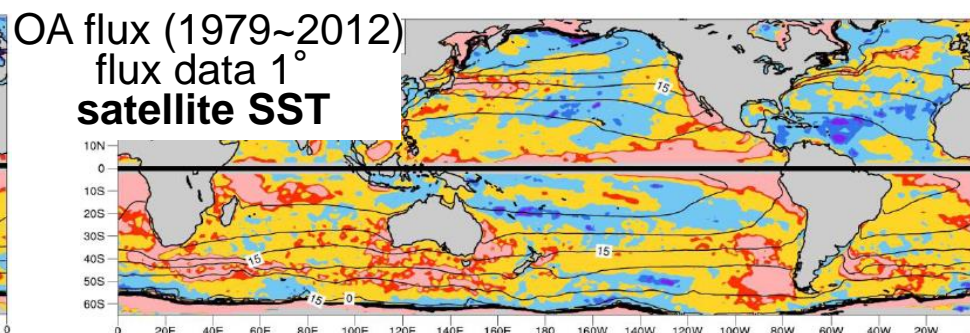 OA flux (1979~2012)
flux data 1°
satellite SST
10N
0
10S
20S
30S
40S
50S
60S
15
15
15
15
0
0
0
20E
40E
60E
80E
100E
120E
140E
160E
180
160W
140W
120W
100W
80W
60W
40W
20W